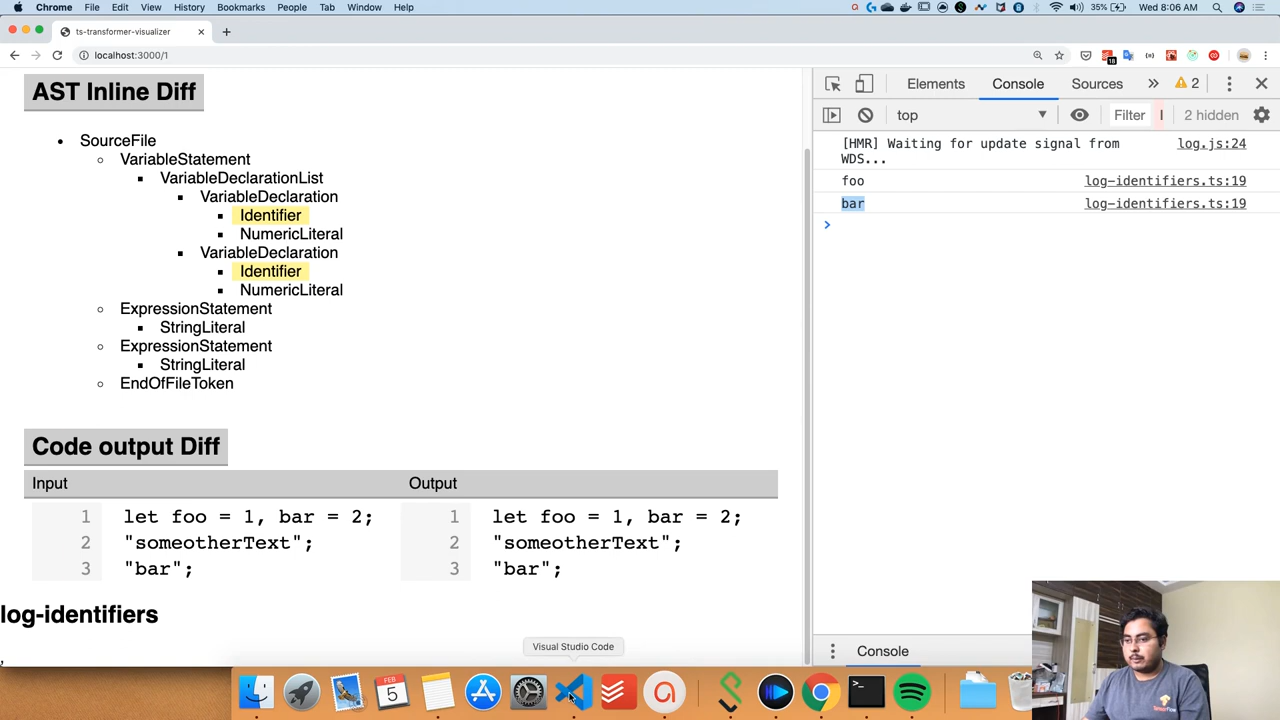 Chrome File Edit View History Bookmarks People Tab Window Help 35% Wed 8:06 AM
ts-transformer-visualizer
localhost:3000/1
18
AST Inline Diff
SourceFile
VariableStatement
VariableDeclarationList
VariableDeclaration
Identifier
NumericLiteral
VariableDeclaration
Identifier
NumericLiteral
ExpressionStatement
StringLiteral
ExpressionStatement
StringLiteral
EndOfFileToken
Code output Diff
Input Output
1 let foo = 1, bar = 2; 1 let foo = 1, bar = 2;
2 "someotherText"; 2 "someotherText";
3 "bar"; 3 "bar";
log-identifiers
,
Elements Console Sources 2
top Filter I 2 hidden
[HMR] Waiting for update signal from log.js:24
WDS...
foo log-identifiers.ts:19
bar log-identifiers.ts:19
Console
Visual Studio Code
FEB
5